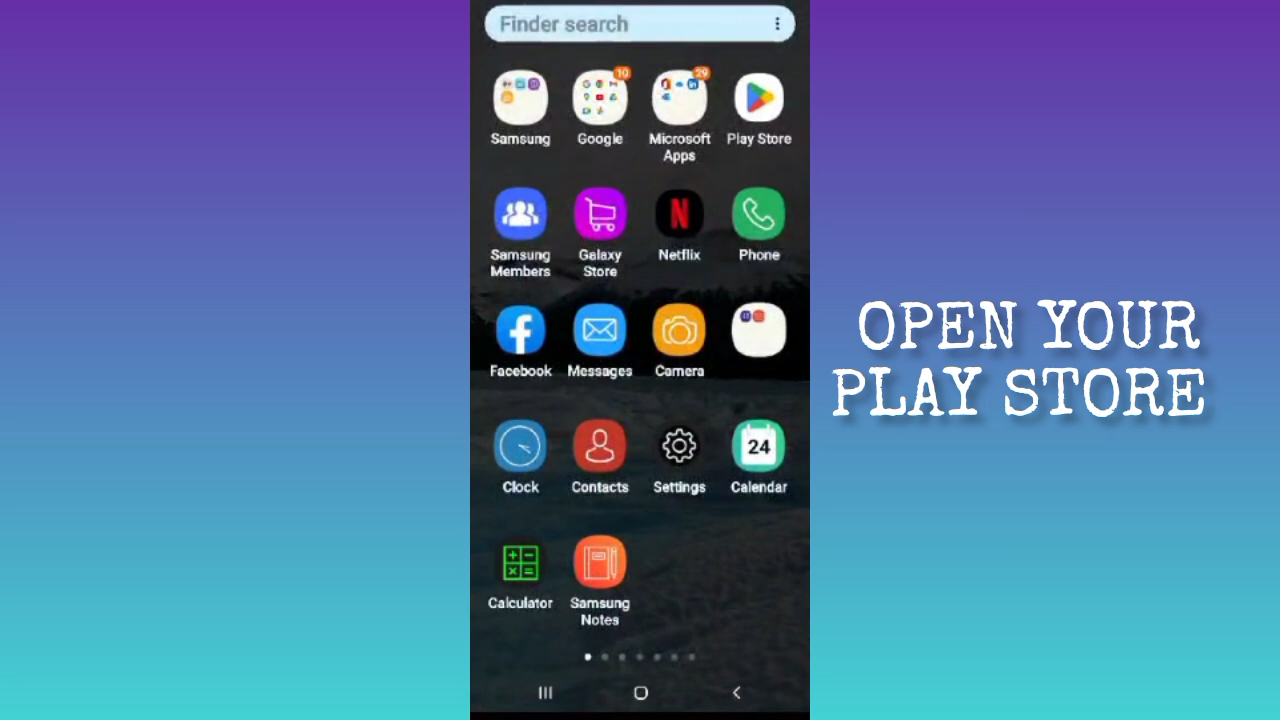 Finder search
10
29
Samsung
Google
Microsoft
Apps
Play Store
Samsung
Members
Galaxy
Store
Netflix
Phone
Facebook
Messages
Camera
24
Clock
Contacts
Settings
Calendar
Calculator
Samsung
Notes
OPEN YOUR
PLAY STORE